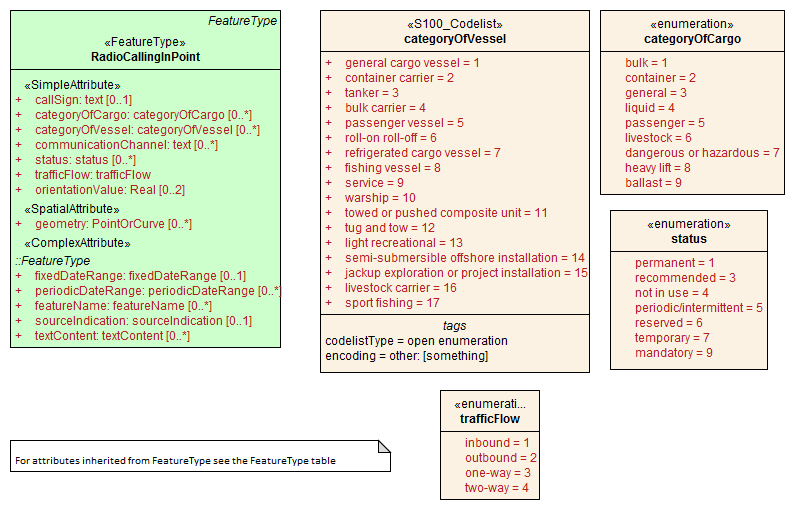 FeatureType
«FeatureType»
RadioCallingInPoint
«SimpleAttribute»
+ callSign: text [0..1]
+ categoryOfCargo: categoryOfCargo [0..*]
+ categoryOfVessel: categoryOfVessel [0..*]
+ communicationChannel: text [0..*]
+ status: status [0..*]
+ trafficFlow: trafficFlow
+ orientationValue: Real [0..2]
«SpatialAttribute»
+ geometry: PointOrCurve [0..*]
«ComplexAttribute»
::FeatureType
+ fixedDateRange: fixedDateRange [0..1]
+ periodicDateRange: periodicDateRange [0..*]
+ featureName: featureName [0..*]
+ sourceIndication: sourceIndication [0..1]
+ textContent: textContent [0..*]
«S100_Codelist»
categoryOfVessel
+ general cargo vessel = 1
+ container carrier = 2
+ tanker = 3
+ bulk carrier = 4
+ passenger vessel = 5
+ roll-on roll-off = 6
+ refrigerated cargo vessel = 7
+ fishing vessel = 8
+ service = 9
+ warship = 10
+ towed or pushed composite unit = 11
+ tug and tow = 12
+ light recreational = 13
+ semi-submersible offshore installation = 14
+ jackup exploration or project installation = 15
+ livestock carrier = 16
+ sport fishing = 17
tags
codelistType = open enumeration
encoding = other: [something]
«enumeration»
categoryOfCargo
bulk = 1
container = 2
general = 3
liquid = 4
passenger = 5
livestock = 6
dangerous or hazardous = 7
heavy lift = 8
ballast = 9
«enumeration»
status
permanent = 1
recommended = 3
not in use = 4
periodic/intermittent = 5
reserved = 6
temporary = 7
mandatory = 9
«enumerati...
trafficFlow
inbound = 1
outbound = 2
one-way = 3
two-way = 4
For attributes inherited from FeatureType see the FeatureType table